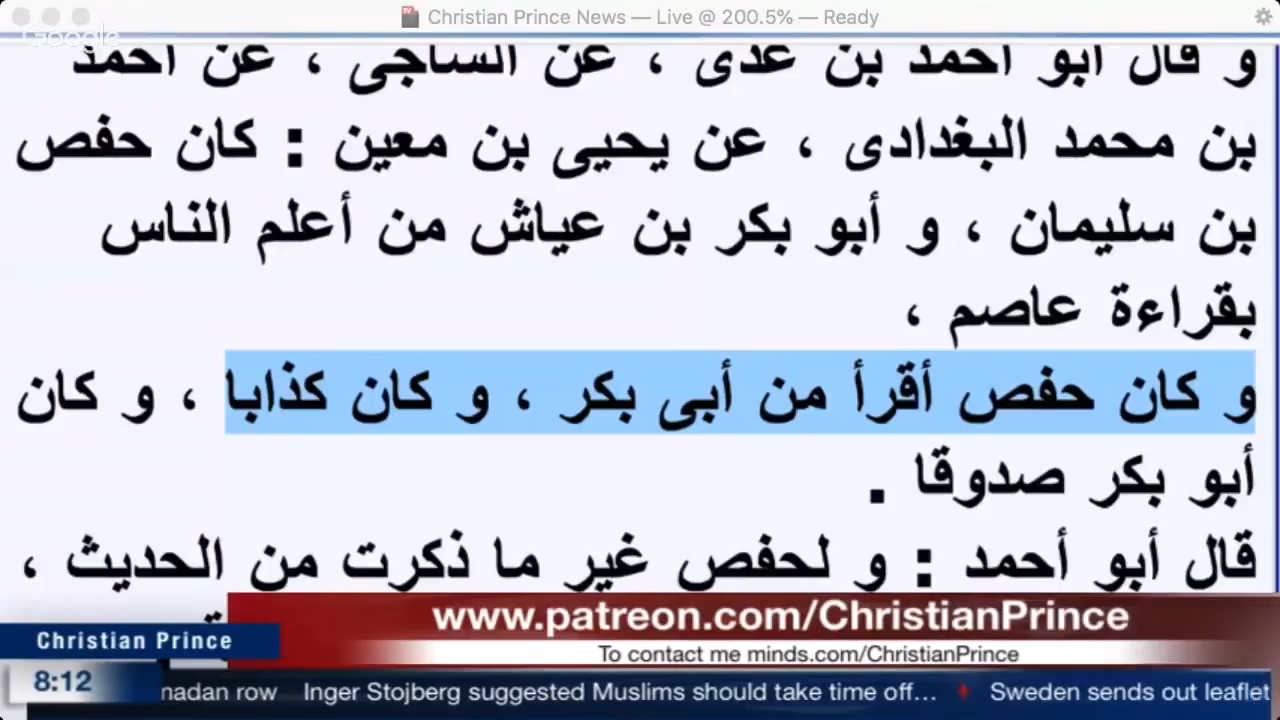 Christian Prince News — Live @ 200.5% — Ready
Google
و قال أبو أحمد بن عدى ، عن الساجى ، عن أحمد
بن محمد البغدادى ، عن يحيى بن معين : كان حفص
بن سليمان ، و أبو بكر بن عياش من أعلم الناس
بقراءة عاصم ،
و كان حفص أقرأ من أبى بكر ، و كان كذابا ، و كان
أبو بكر صدوقا .
قال أبو أحمد : و لحفص غير ما ذكرت من الحديث ،
www.patreon.com/ChristianPrince
Christian Prince
To contact me minds.com/ChristianPrince
8:12
row Inger Stojberg suggested Muslims should take time off... Sweden sends out leaflet